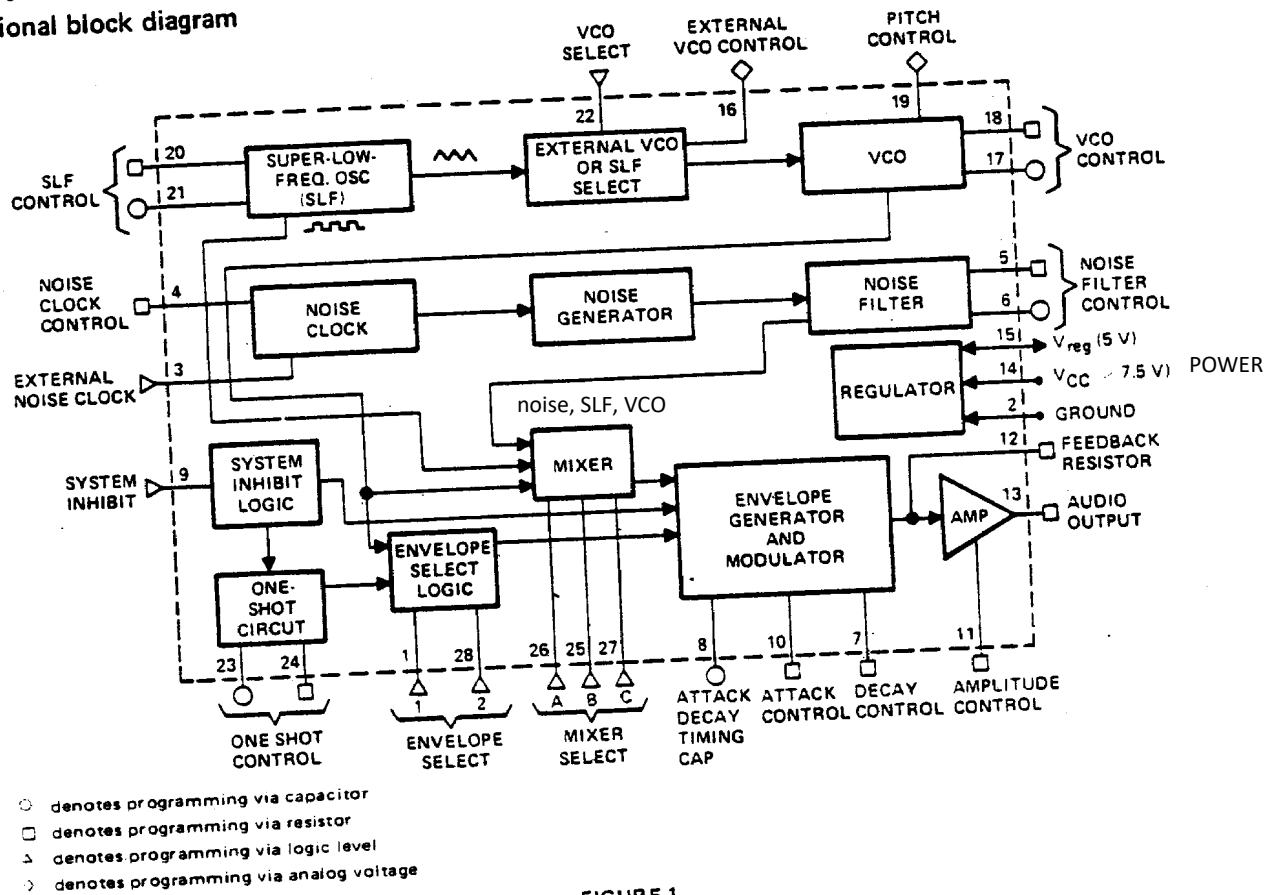 ional block diagram
VCO
SELECT
EXTERNAL
VCO CONTROL
PITCH
CONTROL
22
16
19
SLF
CONTROL
20
21
SUPER-LOW-
FREQ. OSC
(SLF)
EXTERNAL VCO
OR SLF
SELECT
VCO
18
17
VCO
CONTROL
NOISE
CLOCK
CONTROL
4
NOISE
CLOCK
NOISE
GENERATOR
NOISE
FILTER
5
6
NOISE
FILTER
CONTROL
EXTERNAL
NOISE CLOCK
3
REGULATOR
15
Vreg (5 V)
14
VCC 7.5 V)
POWER
2
GROUND
noise, SLF, VCO
MIXER
12
FEEDBACK
RESISTOR
SYSTEM
INHIBIT
9
SYSTEM
INHIBIT
LOGIC
ENVELOPE
GENERATOR
AND
MODULATOR
AMP
13
AUDIO
OUTPUT
ONE-
SHOT
CIRCUT
ENVELOPE
SELECT
LOGIC
23
24
1
28
26
25
27
8
10
7
11
1
2
A
B
C
ONE SHOT
CONTROL
ENVELOPE
SELECT
MIXER
SELECT
ATTACK
DECAY
TIMING
CAP
ATTACK
CONTROL
DECAY
CONTROL
AMPLITUDE
CONTROL
denotes programming via capacitor
denotes programming via resistor
denotes programming via logic level
denotes programming via analog voltage
FIGURE 1